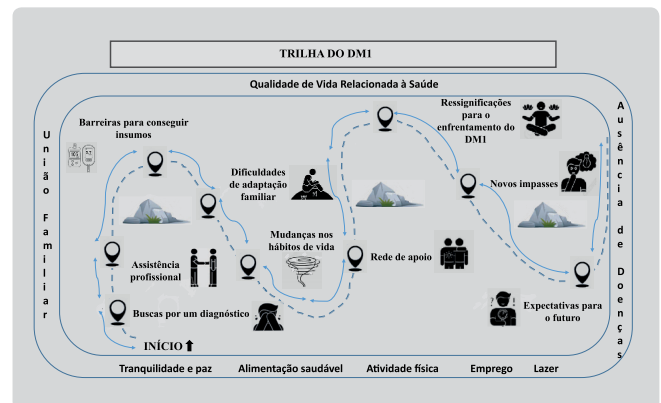 TRILHA DO DM1
Qualidade de Vida Relacionada à Saúde
União Familiar
Ausência de Doenças
Barreiras para conseguir
insumos
Dificuldades
de adaptação
familiar
Ressignificações
para o
enfrentamento do
DM1
Novos impasses
Mudanças nos
hábitos de vida
Assistência
profissional
Rede de apoio
Buscas por um diagnóstico
Expectativas para
o futuro
INÍCIO
Tranquilidade e paz
Alimentação saudável
Atividade física
Emprego
Lazer